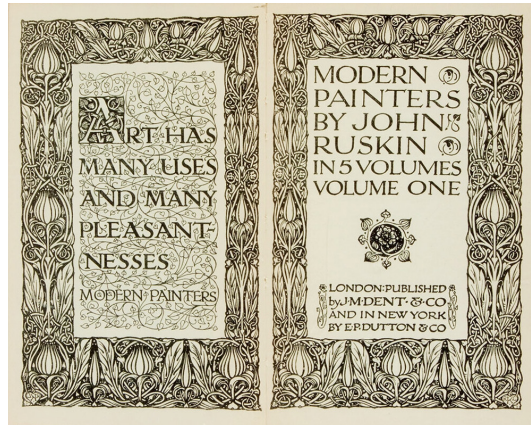 ART HAS
MANY USES
AND MANY
PLEASANT-
NESSES
MODERN PAINTERS
MODERN
PAINTERS
BY JOHN
RUSKIN
IN 5 VOLUMES
VOLUME ONE
LONDON: PUBLISHED
by J·M·DENT·&·CO
AND IN NEW YORK
BY E·P·DUTTON & CO